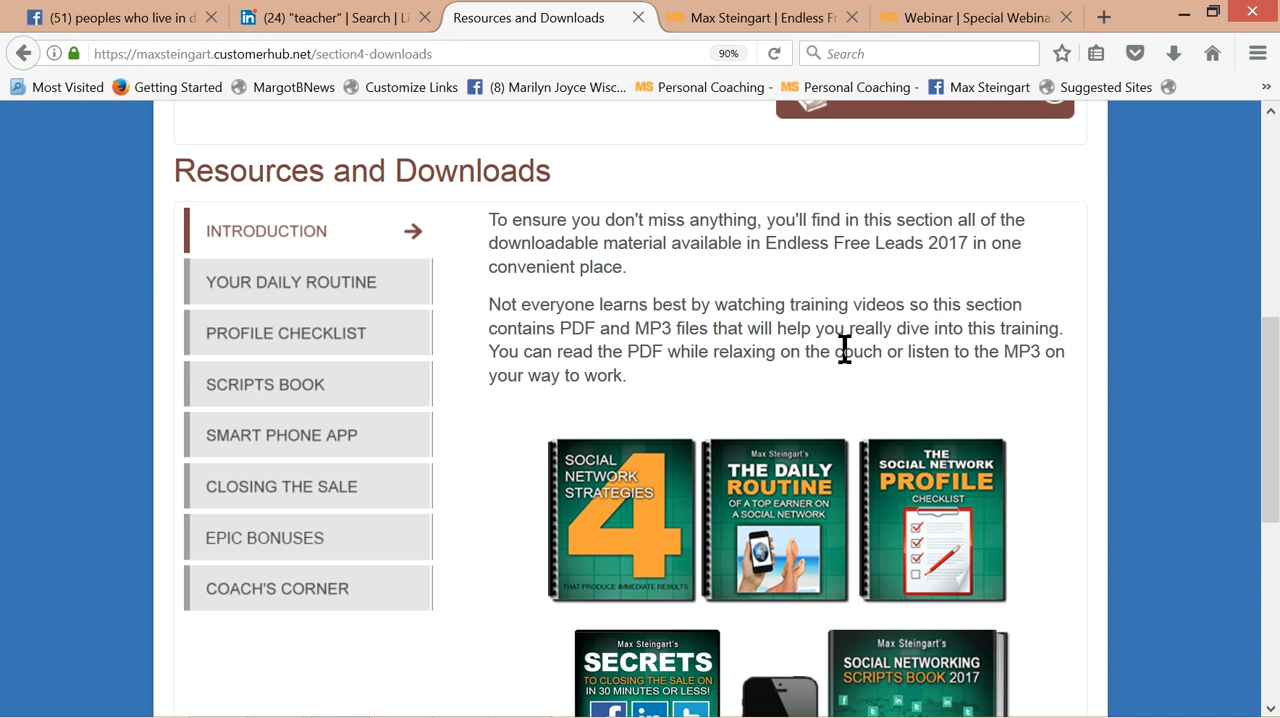 (51) peoples who live in d
(24) "teacher" | Search | Li
Resources and Downloads
Max Steingart | Endless Fr
Webinar | Special Webina
https://maxsteingart.customerhub.net/section4-downloads
90%
Search
Most Visited
Getting Started
MargotBNews
Customize Links
(8) Marilyn Joyce Wisc...
Personal Coaching -
Personal Coaching -
Max Steingart
Suggested Sites
Resources and Downloads
INTRODUCTION
YOUR DAILY ROUTINE
PROFILE CHECKLIST
SCRIPTS BOOK
SMART PHONE APP
CLOSING THE SALE
EPIC BONUSES
COACH'S CORNER
To ensure you don't miss anything, you'll find in this section all of the
downloadable material available in Endless Free Leads 2017 in one
convenient place.
Not everyone learns best by watching training videos so this section
contains PDF and MP3 files that will help you really dive into this training.
You can read the PDF while relaxing on the couch or listen to the MP3 on
your way to work.
4
SOCIAL
NETWORK
STRATEGIES
THAT PRODUCE IMMEDIATE RESULTS
Max Steingart's
THE DAILY
ROUTINE
OF A TOP EARNER ON
A SOCIAL NETWORK
THE
SOCIAL NETWORK
PROFILE
CHECKLIST
Max Steingart's
SECRETS
TO CLOSING THE SALE ON
IN 30 MINUTES OR LESS!
Max Steingart's
SOCIAL NETWORKING
SCRIPTS BOOK 2017